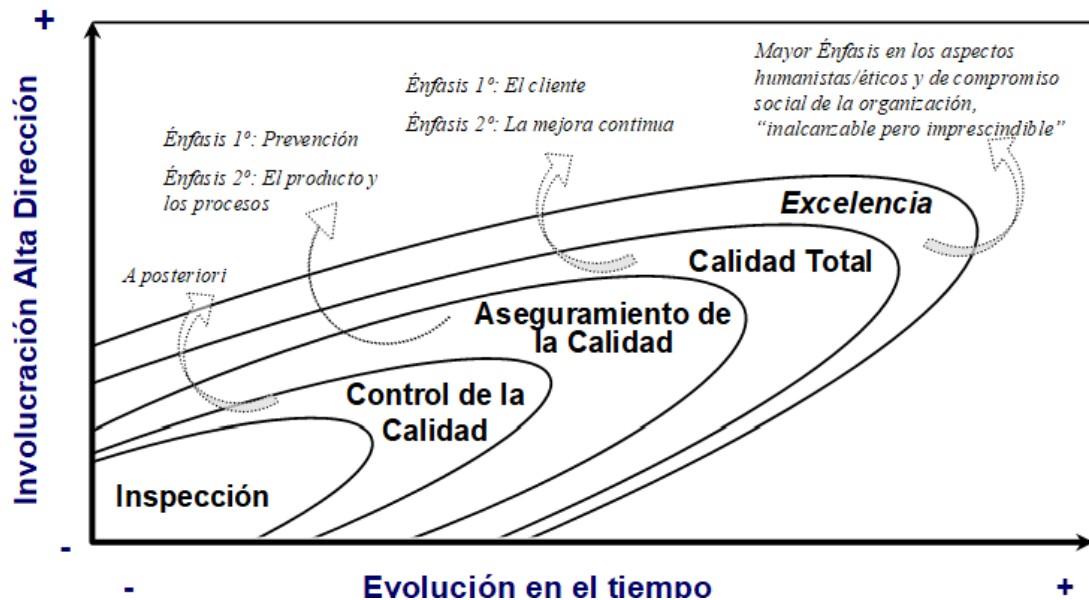 +
Involucración Alta Dirección
-
Mayor Énfasis en los aspectos
humanistas/éticos y de compromiso
social de la organización,
“inalcanzable pero imprescindible”
Énfasis 1º: El cliente
Énfasis 2º: La mejora continua
Énfasis 1º: Prevención
Énfasis 2º: El producto y
los procesos
A posteriori
Excelencia
Calidad Total
Aseguramiento de
la Calidad
Control de la
Calidad
Inspección
-
Evolución en el tiempo
+